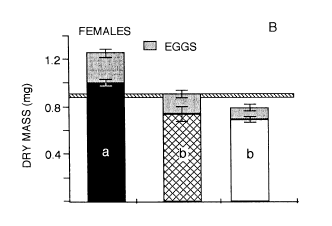 FEMALES
B
EGGS
DRY MASS (mg)
1.2
0.8
0.4
a
b
b